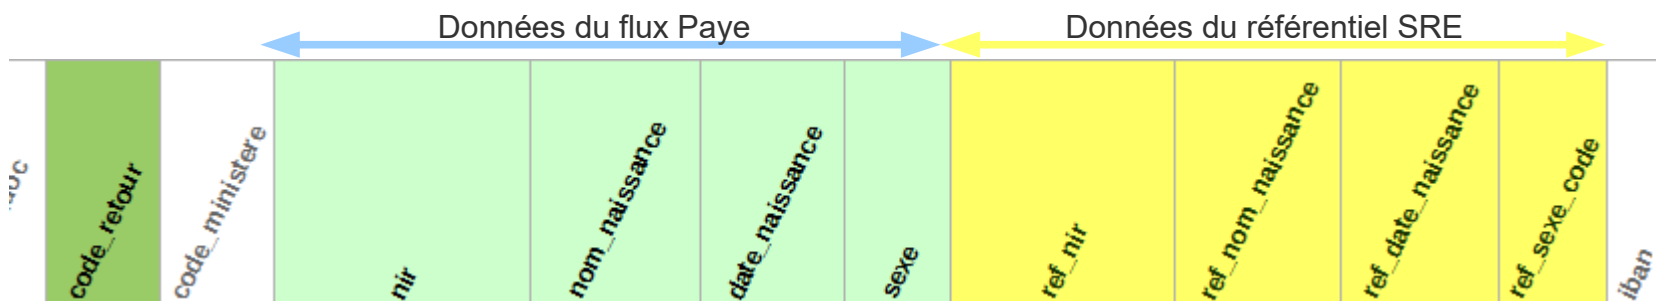 Données du flux Paye
Données du référentiel SRE
code_retour
code_ministere
nir
nom_naissance
date_naissance
sexe
ref_nir
ref_nom_naissance
ref_date_naissance
ref_sexe_code
iban